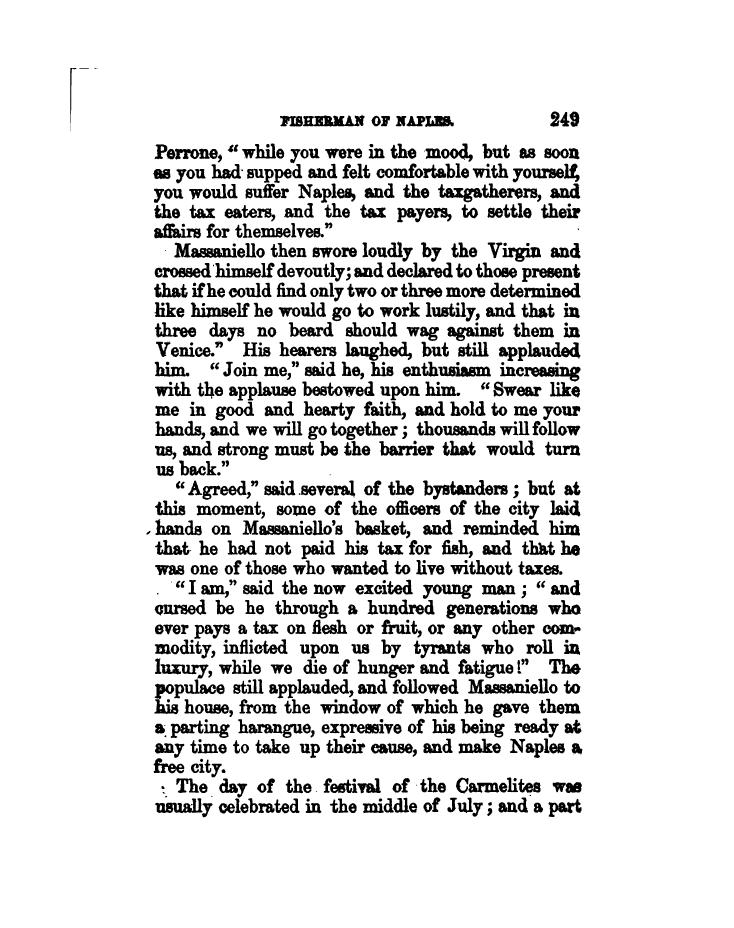 FISHERMAN OF NAPLES. 249
Perrone, “ while you were in the mood, but as soon
as you had supped and felt comfortable with yourself,
you would suffer Naples, and the taxgatherers, and
the tax eaters, and the tax payers, to settle their
affairs for themselves.”
Massaniello then swore loudly by the Virgin and
crossed himself devoutly; and declared to those present
that if he could find only two or three more determined
like himself he would go to work lustily, and that in
three days no beard should wag against them in
Venice.” His hearers laughed, but still applauded
him. “ Join me,” said he, his enthusiasm increasing
with the applause bestowed upon him. “ Swear like
me in good and hearty faith, and hold to me your
hands, and we will go together ; thousands will follow
us, and strong must be the barrier that would turn
us back.”
“ Agreed,” said several of the bystanders ; but at
this moment, some of the officers of the city laid
hands on Massaniello’s basket, and reminded him
that he had not paid his tax for fish, and that he
was one of those who wanted to live without taxes.
“ I am,” said the now excited young man ; “ and
cursed be he through a hundred generations who
ever pays a tax on flesh or fruit, or any other com-
modity, inflicted upon us by tyrants who roll in
luxury, while we die of hunger and fatigue !” The
populace still applauded, and followed Massaniello to
his house, from the window of which he gave them
a parting harangue, expressive of his being ready at
any time to take up their cause, and make Naples a
free city.
The day of the festival of the Carmelites was
usually celebrated in the middle of July ; and a part